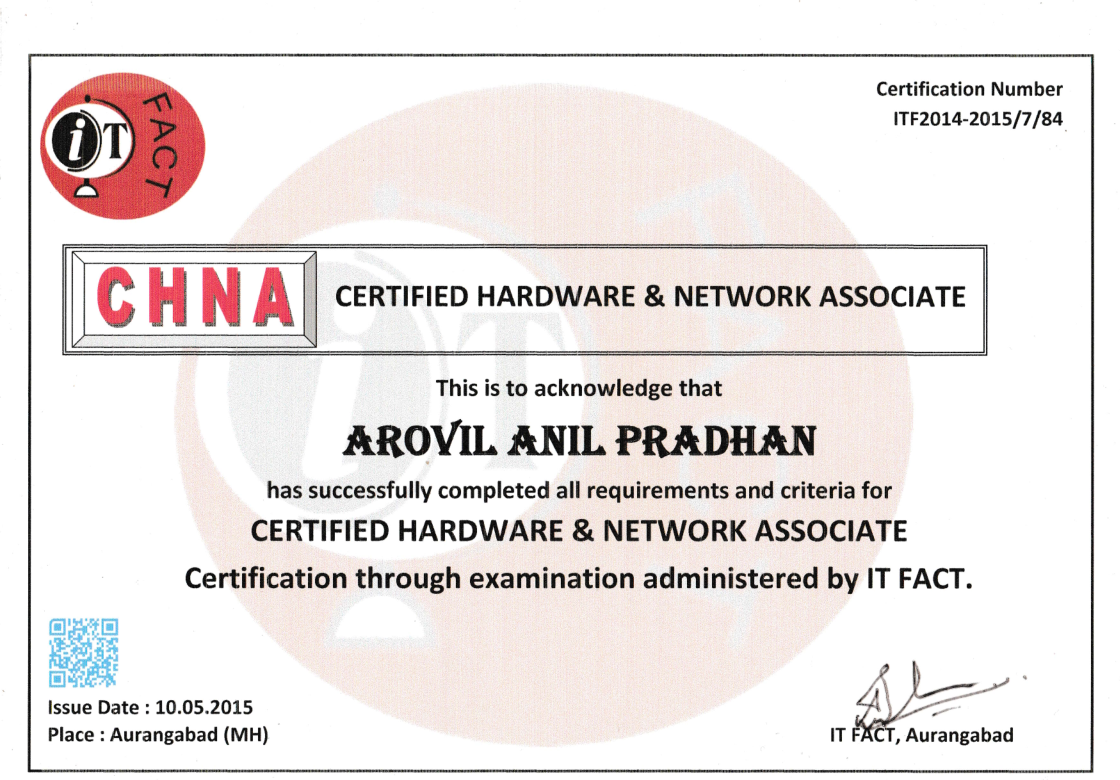 iT FACT
Certification Number
ITF2014-2015/7/84
CHNA
CERTIFIED HARDWARE & NETWORK ASSOCIATE
This is to acknowledge that
AROVIL ANIL PRADHAN
has successfully completed all requirements and criteria for
CERTIFIED HARDWARE & NETWORK ASSOCIATE
Certification through examination administered by IT FACT.
Issue Date : 10.05.2015
Place : Aurangabad (MH)
IT FACT, Aurangabad